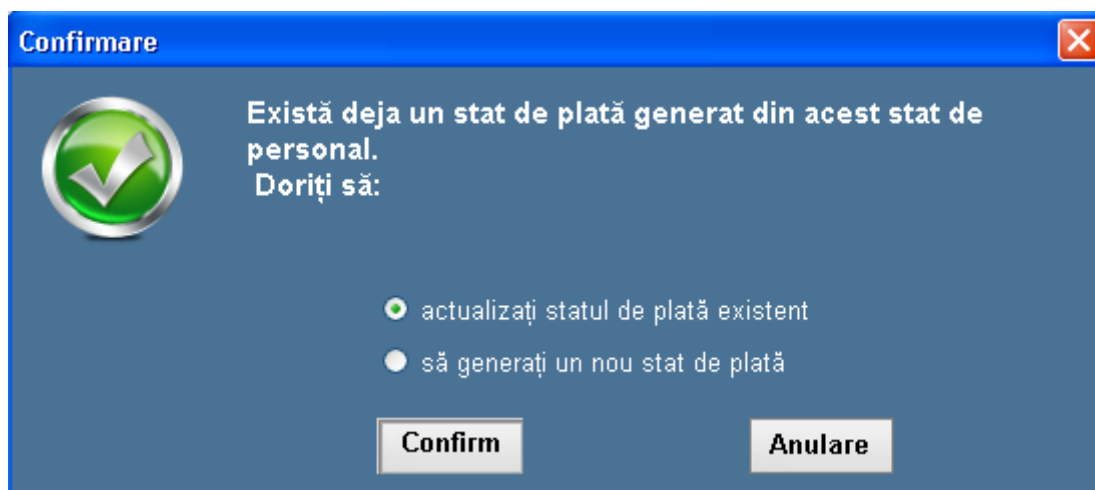 Confirmare
Există deja un stat de plată generat din acest stat de
personal.
Doriți să:
actualizați statul de plată existent
să generați un nou stat de plată
Confirm
Anulare